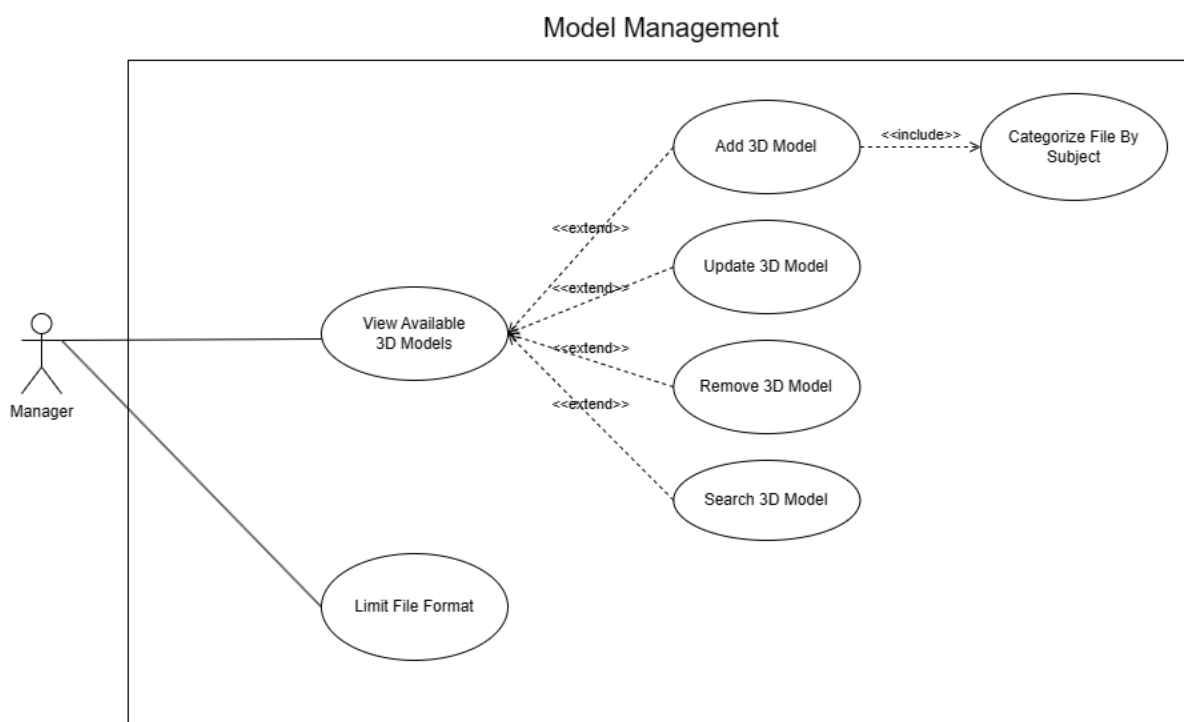 Model Management
Add 3D Model
<<include>>
Categorize File By
Subject
<<extend>>
Update 3D Model
<<extend>>
View Available
3D Models
<<extend>>
Remove 3D Model
<<extend>>
Manager
Search 3D Model
Limit File Format